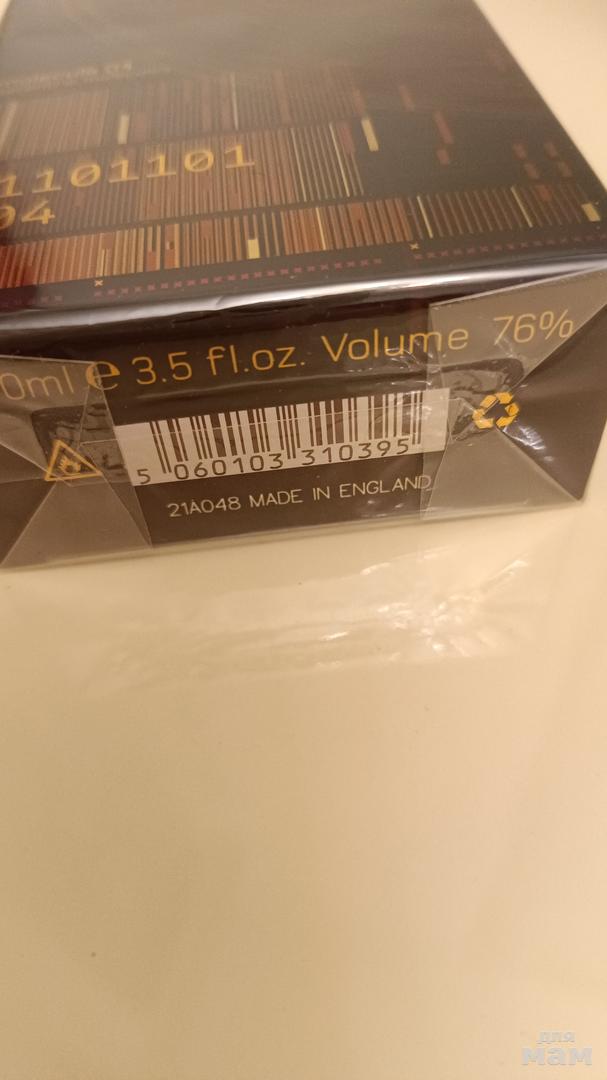 1101101
04
0ml e 3.5 fl.oz. Volume 76%
5 060103 310395
21A048 MADE IN ENGLAND
для
мам